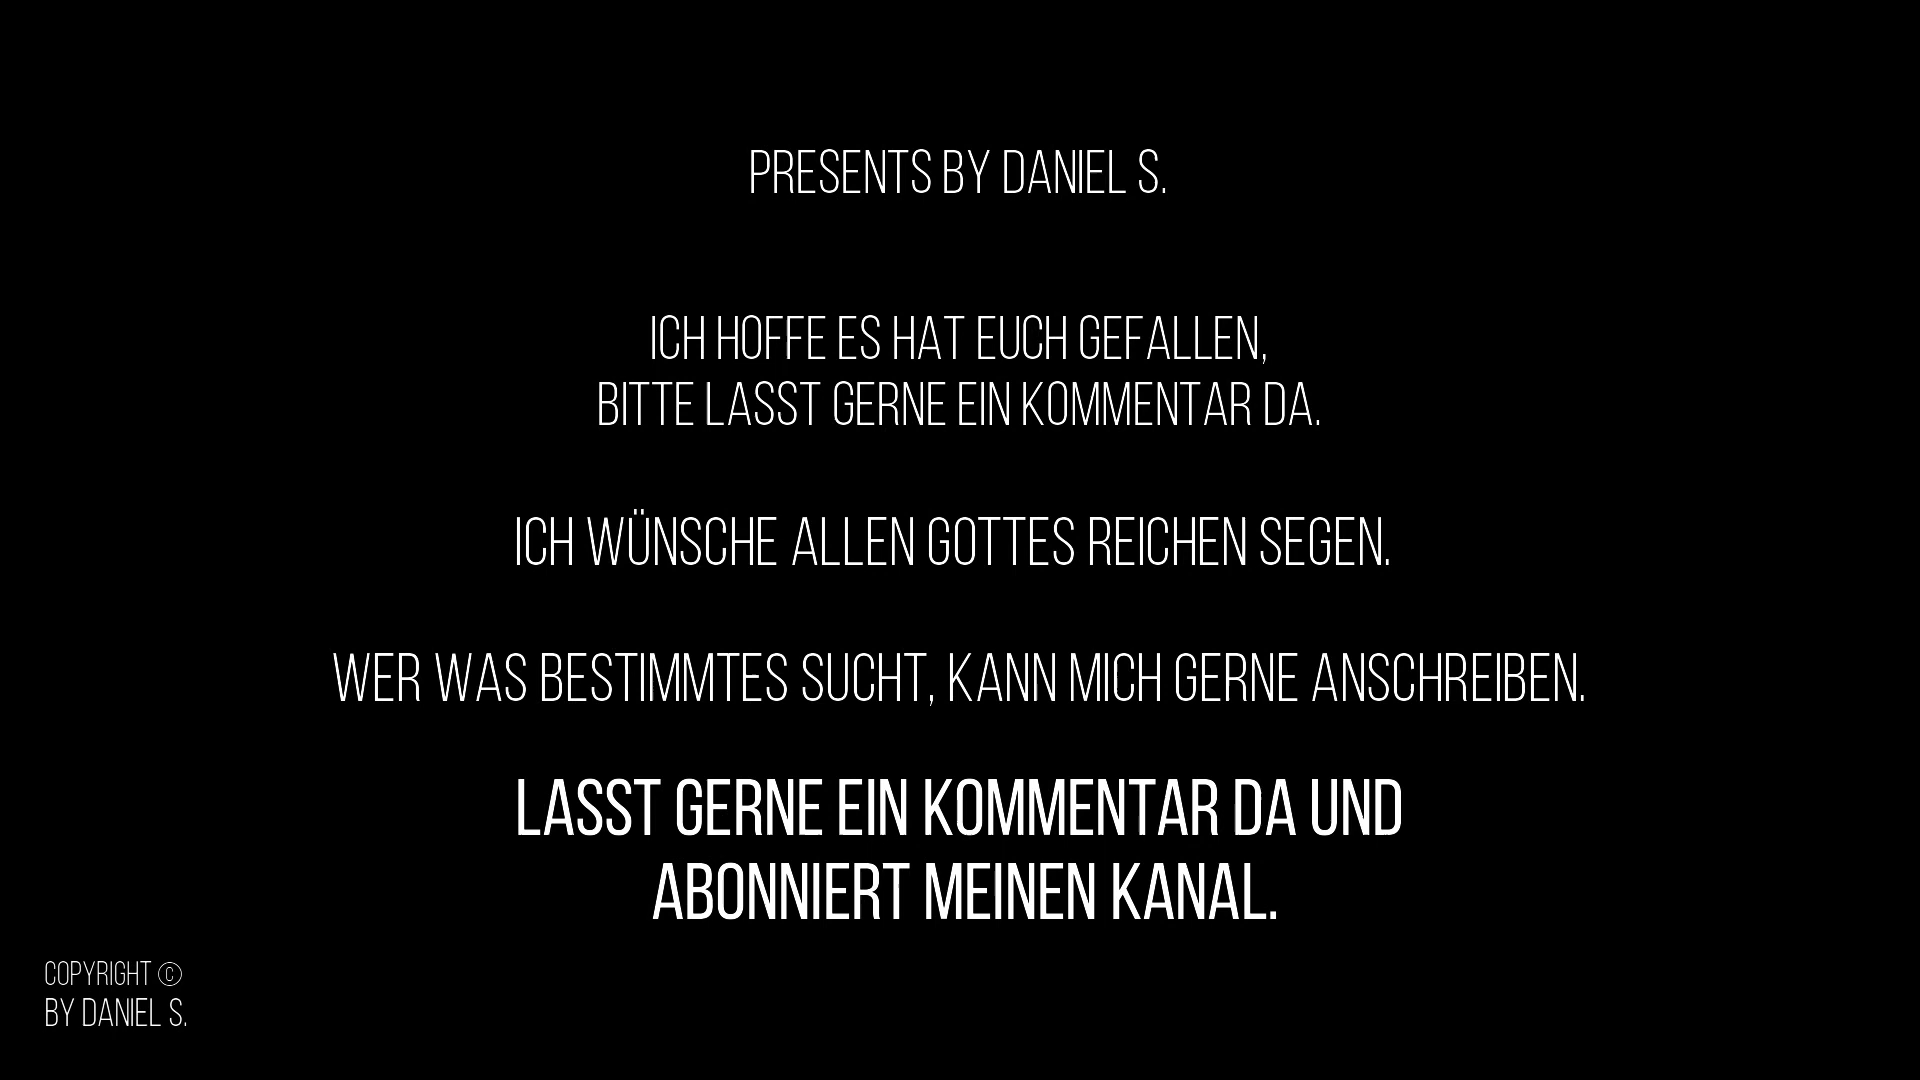 PRESENTS BY DANIEL S.
ICH HOFFE ES HAT EUCH GEFALLEN,
BITTE LASST GERNE EIN KOMMENTAR DA.
ICH WÜNSCHE ALLEN GOTTES REICHEN SEGEN.
WER WAS BESTIMMTES SUCHT, KANN MICH GERNE ANSCHREIBEN.
LASST GERNE EIN KOMMENTAR DA UND
ABONNIERT MEINEN KANAL.
COPYRIGHT ©
BY DANIEL S.